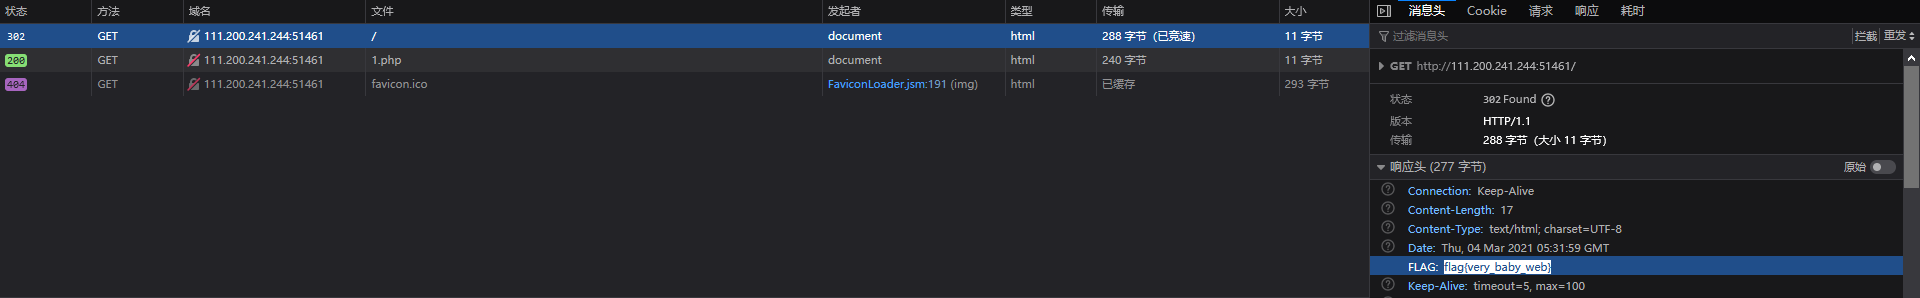 状态 方法 域名 文件 发起者 类型 传输 大小
302 GET 111.200.241.244:51461 / document html 288 字节（已竞速） 11 字节
200 GET 111.200.241.244:51461 1.php document html 240 字节 11 字节
404 GET 111.200.241.244:51461 favicon.ico FaviconLoader.jsm:191 (img) html 已缓存 293 字节
消息头 Cookie 请求 响应 耗时
过滤消息头 拦截 重发
GET http://111.200.241.244:51461/
状态 302 Found
版本 HTTP/1.1
传输 288 字节（大小 11 字节）
响应头 (277 字节) 原始
Connection: Keep-Alive
Content-Length: 17
Content-Type: text/html; charset=UTF-8
Date: Thu, 04 Mar 2021 05:31:59 GMT
FLAG: flag{very_baby_web}
Keep-Alive: timeout=5, max=100